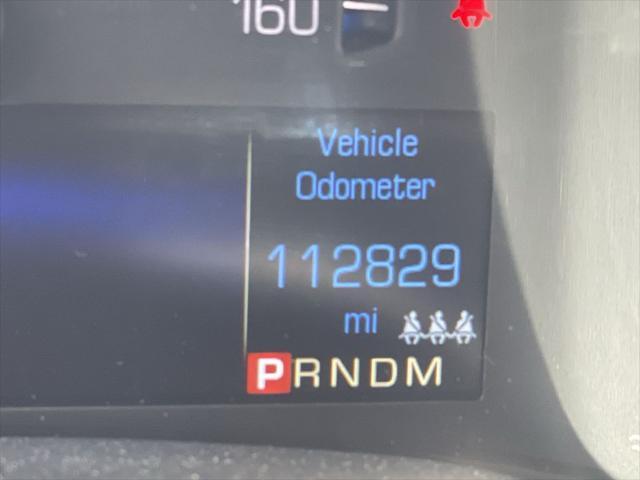 160
Vehicle
Odometer
112829
mi
PRNDM